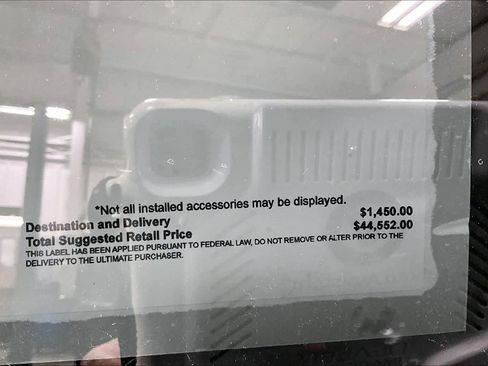 *Not all installed accessories may be displayed.
Destination and Delivery $1,450.00
Total Suggested Retail Price $44,552.00
THIS LABEL HAS BEEN APPLIED PURSUANT TO FEDERAL LAW, DO NOT REMOVE OR ALTER PRIOR TO THE
DELIVERY TO THE ULTIMATE PURCHASER.